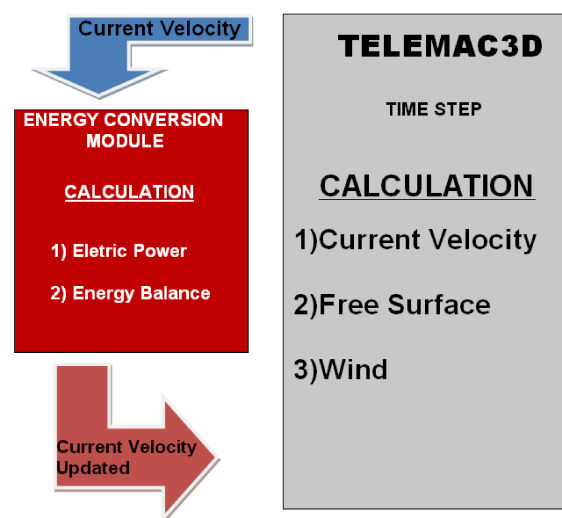 Current Velocity
ENERGY CONVERSION
MODULE
CALCULATION
1) Eletric Power
2) Energy Balance
Current Velocity
Updated
TELEMAC3D
TIME STEP
CALCULATION
1)Current Velocity
2)Free Surface
3)Wind